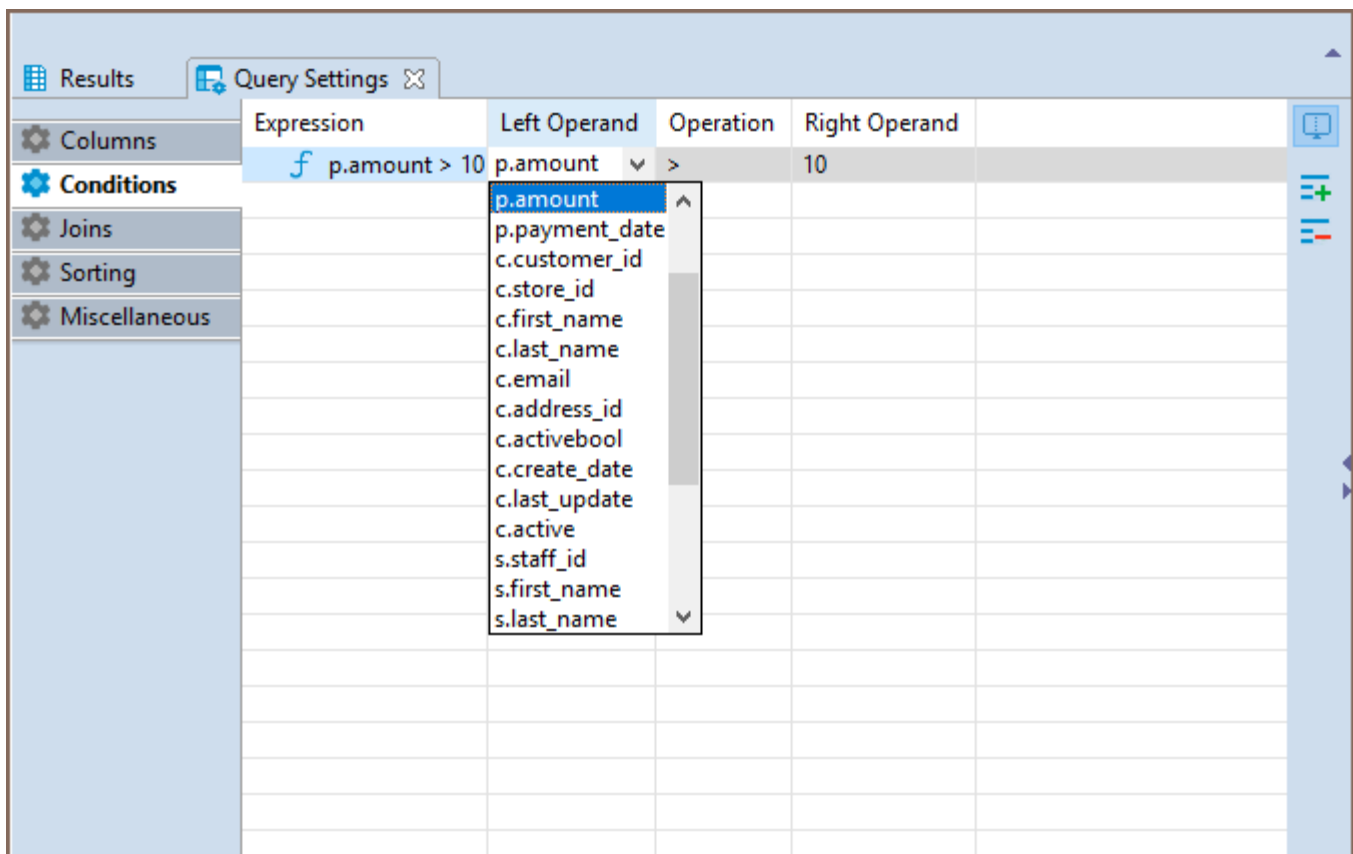 Results Query Settings
Columns
Conditions
Joins
Sorting
Miscellaneous
Expression Left Operand Operation Right Operand
p.amount > 10 p.amount > 10
p.amount
p.payment_date
c.customer_id
c.store_id
c.first_name
c.last_name
c.email
c.address_id
c.activebool
c.create_date
c.last_update
c.active
s.staff_id
s.first_name
s.last_name